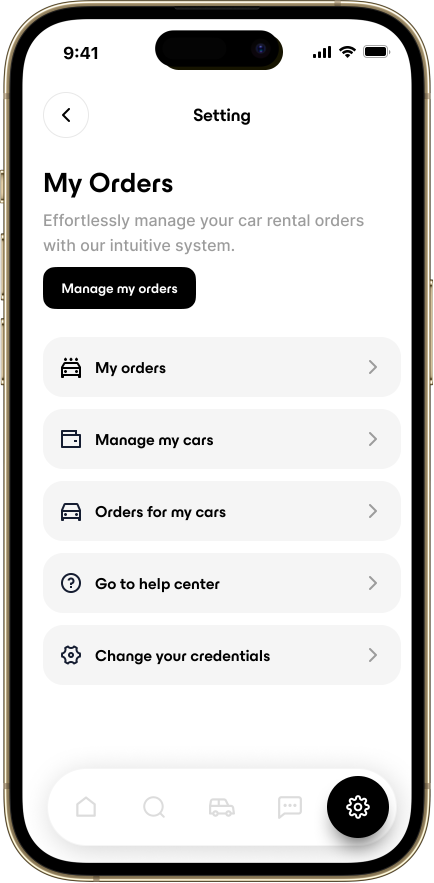 9:41
Setting
My Orders
Effortlessly manage your car rental orders
with our intuitive system.
Manage my orders
My orders
Manage my cars
Orders for my cars
Go to help center
Change your credentials